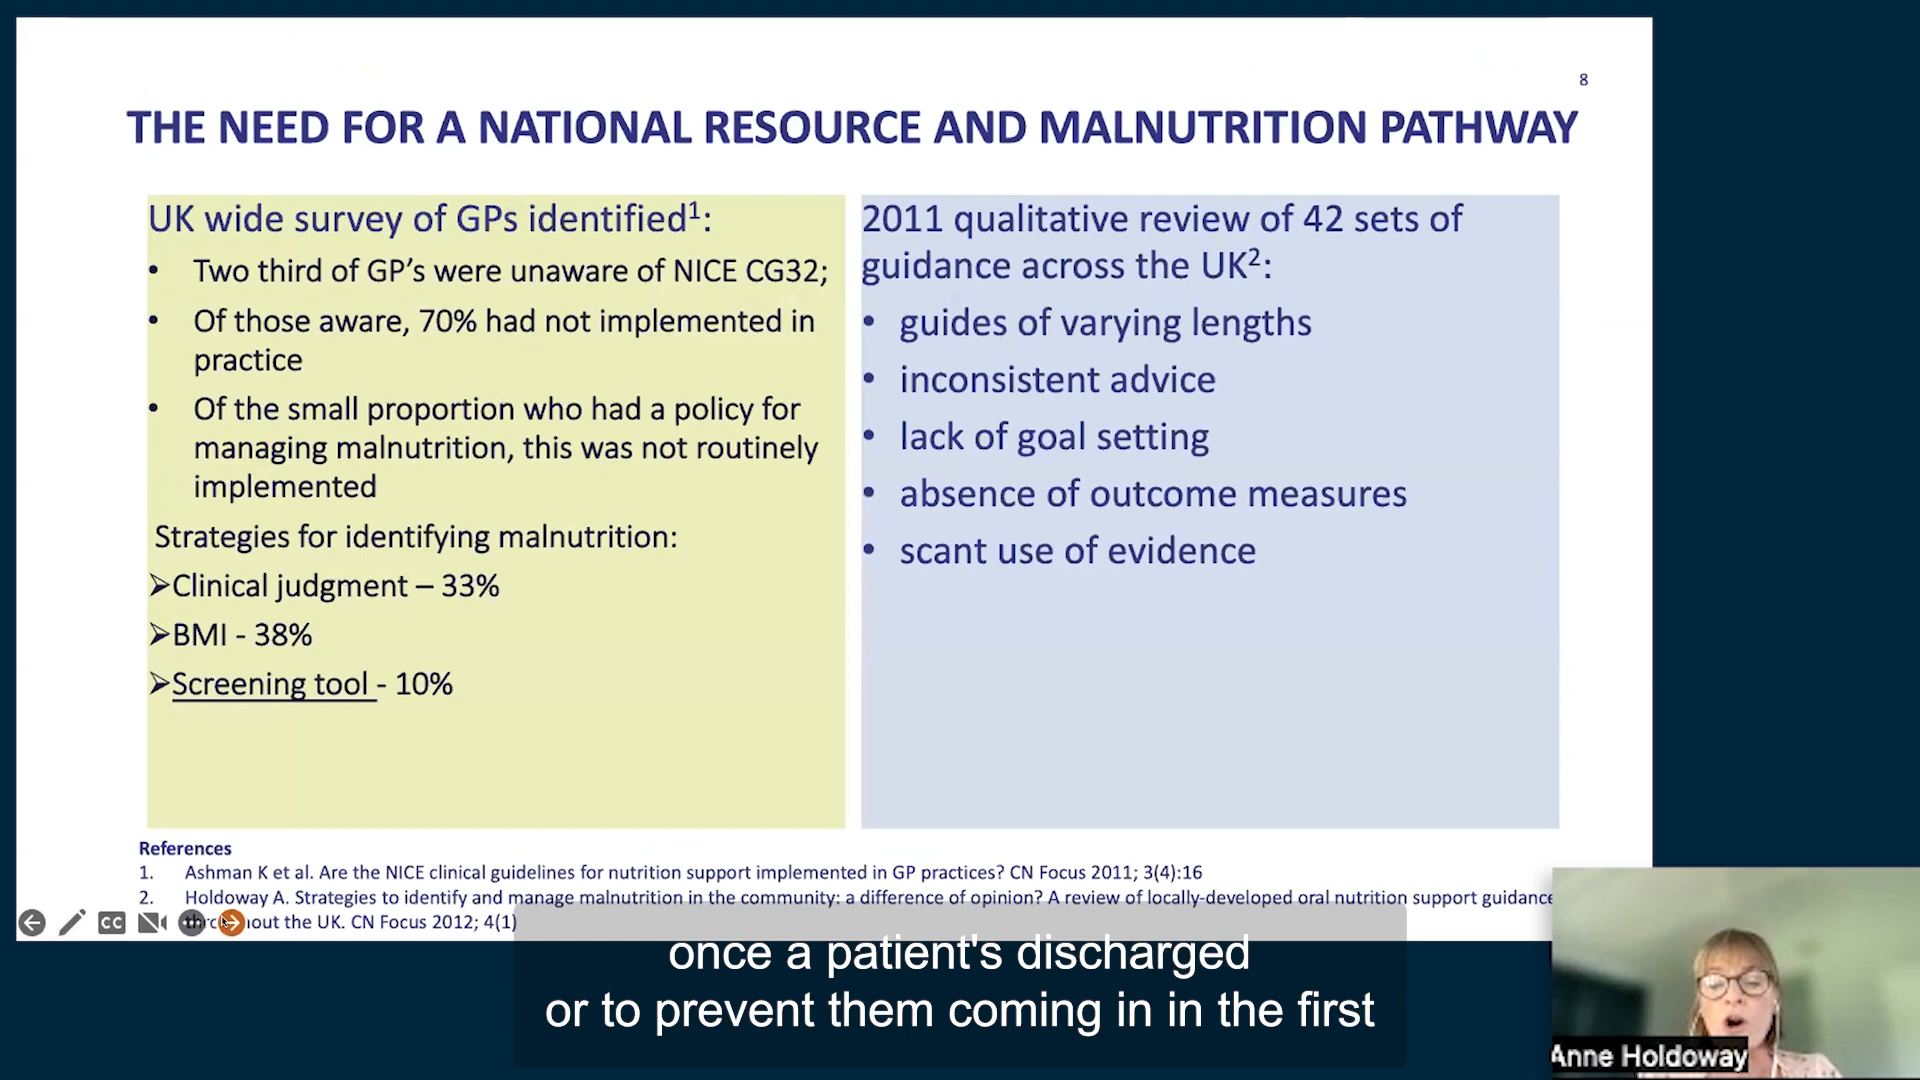 8
THE NEED FOR A NATIONAL RESOURCE AND MALNUTRITION PATHWAY
UK wide survey of GPs identified¹:
• Two third of GP’s were unaware of NICE CG32;
• Of those aware, 70% had not implemented in
practice
• Of the small proportion who had a policy for
managing malnutrition, this was not routinely
implemented
Strategies for identifying malnutrition:
➢Clinical judgment – 33%
➢BMI - 38%
➢Screening tool - 10%
2011 qualitative review of 42 sets of
guidance across the UK²:
• guides of varying lengths
• inconsistent advice
• lack of goal setting
• absence of outcome measures
• scant use of evidence
References
1. Ashman K et al. Are the NICE clinical guidelines for nutrition support implemented in GP practices? CN Focus 2011; 3(4):16
2. Holdoway A. Strategies to identify and manage malnutrition in the community: a difference of opinion? A review of locally-developed oral nutrition support guidance
out the UK. CN Focus 2012; 4(1)
CC
once a patient's discharged
or to prevent them coming in in the first
Anne Holdoway